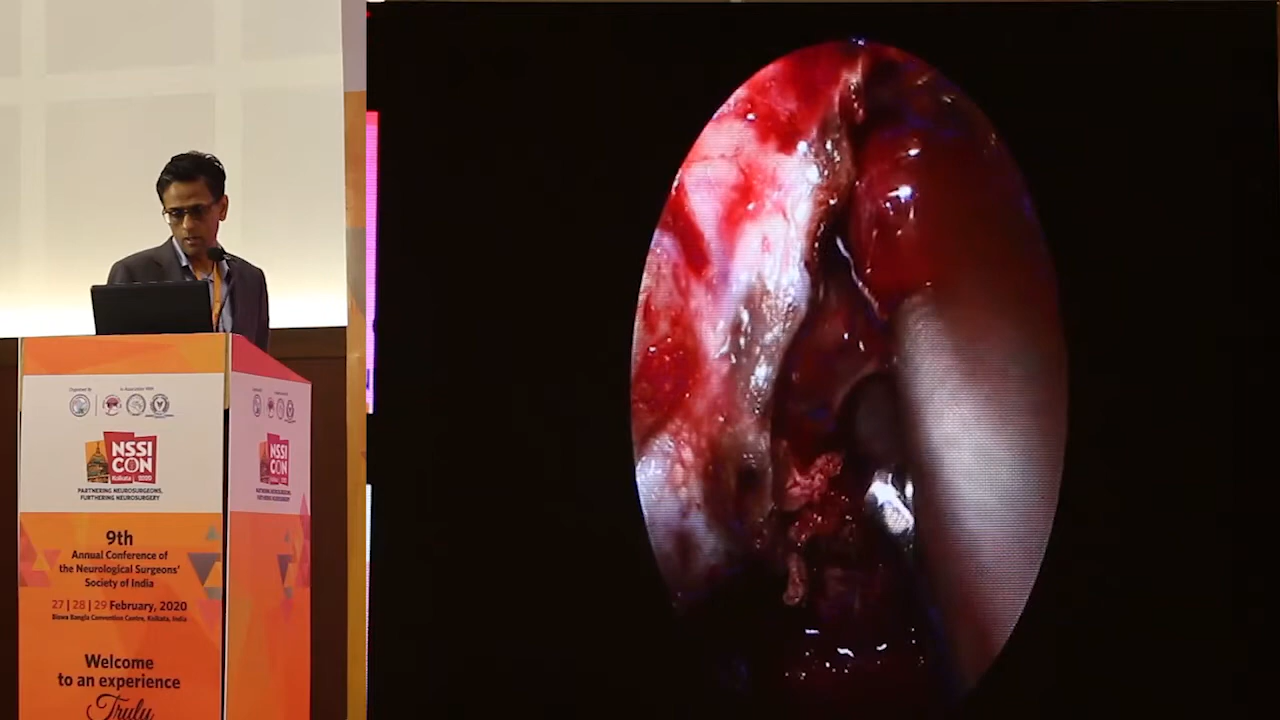 Organised By
In Association With
NSSI
CON
Kolkata 2020
PARTNERING NEUROSURGEONS,
FURTHERING NEUROSURGERY
9th
Annual Conference of
the Neurological Surgeons'
Society of India
27 | 28 | 29 February, 2020
Biswa Bangla Convention Centre, Kolkata, India
Welcome
to an experience
Truly
NSSI
CON